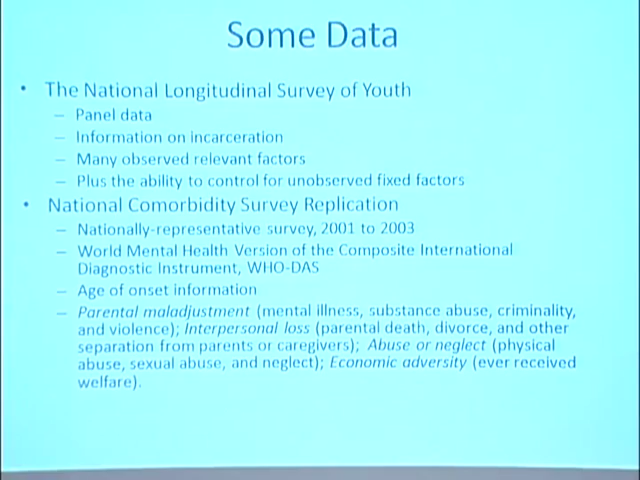 Some Data
• The National Longitudinal Survey of Youth
– Panel data
– Information on incarceration
– Many observed relevant factors
– Plus the ability to control for unobserved fixed factors
• National Comorbidity Survey Replication
– Nationally-representative survey, 2001 to 2003
– World Mental Health Version of the Composite International
Diagnostic Instrument, WHO-DAS
– Age of onset information
– Parental maladjustment (mental illness, substance abuse, criminality,
and violence); Interpersonal loss (parental death, divorce, and other
separation from parents or caregivers); Abuse or neglect (physical
abuse, sexual abuse, and neglect); Economic adversity (ever received
welfare).